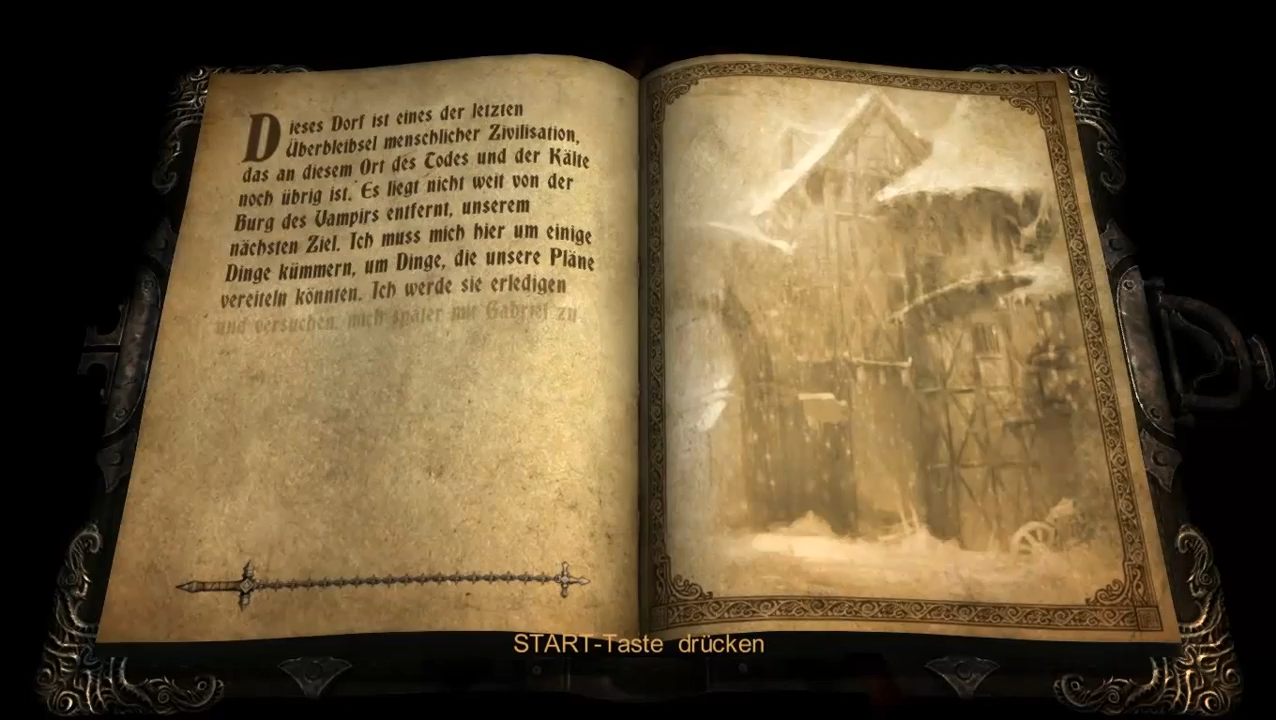 Dieses Dorf ist eines der letzten
Überbleibsel menschlicher Zivilisation,
das an diesem Ort des Todes und der Kälte
noch übrig ist. Es liegt nicht weit von der
Burg des Vampirs entfernt, unserem
nächsten Ziel. Ich muss mich hier um einige
Dinge kümmern, um Dinge, die unsere Pläne
vereiteln könnten. Ich werde sie erledigen
und versuchen, mich später mit Gabriel zu
START-Taste drücken